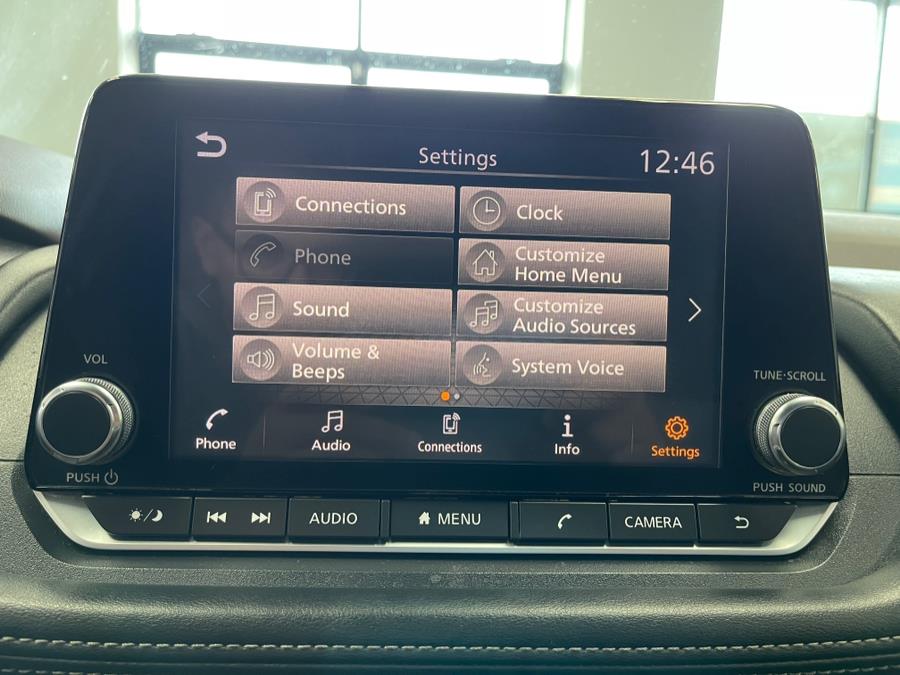 Settings
12:46
Connections
Clock
Phone
Customize
Home Menu
Sound
Customize
Audio Sources
Volume &
Beeps
System Voice
Phone
Audio
Connections
Info
Settings
VOL
PUSH
TUNE·SCROLL
PUSH SOUND
AUDIO
MENU
CAMERA